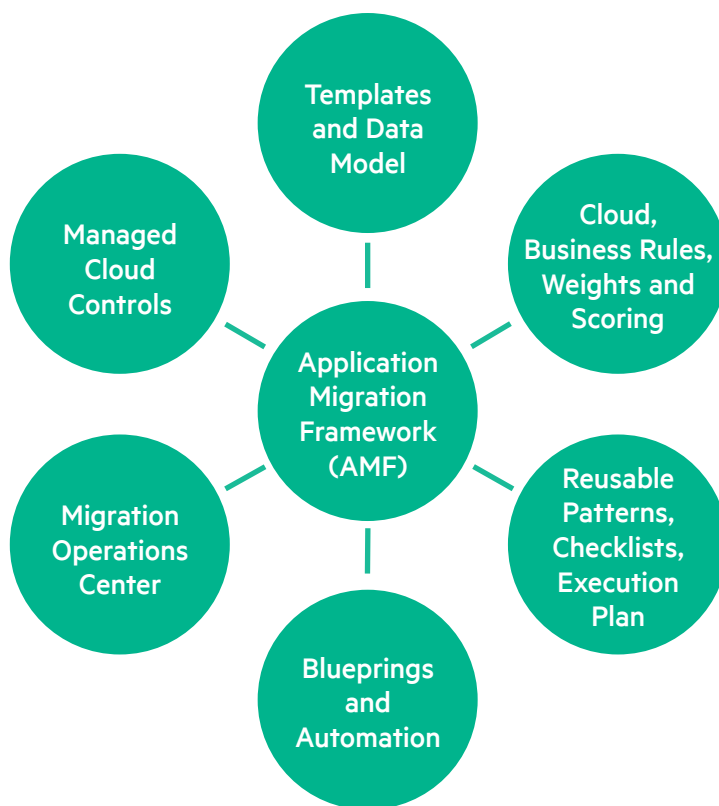 Templates
and Data
Model
Managed
Cloud
Controls
Cloud,
Business Rules,
Weights and
Scoring
Application
Migration
Framework
(AMF)
Migration
Operations
Center
Reusable
Patterns,
Checklists,
Execution
Plan
Blueprings
and
Automation